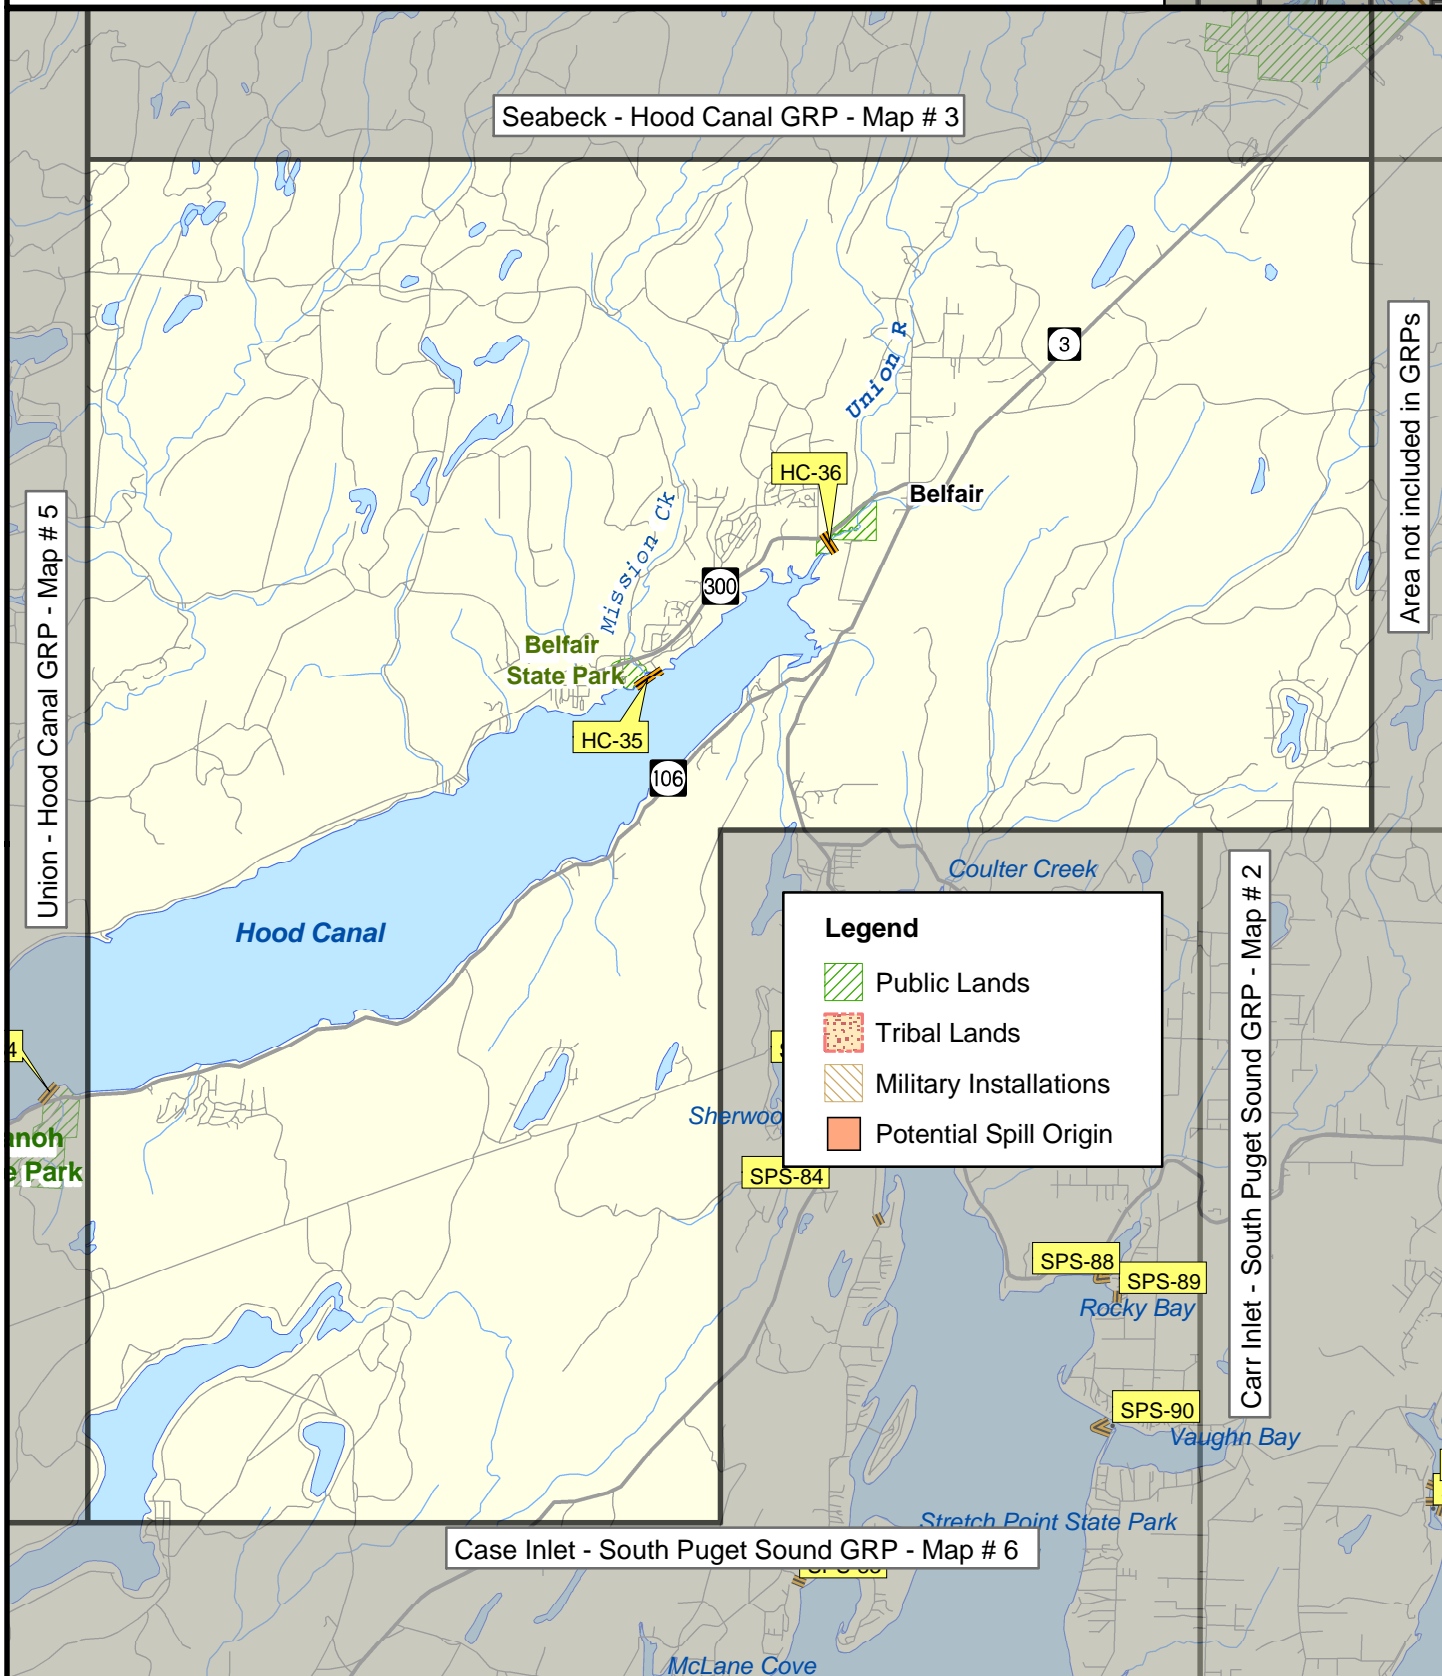 Seabeck - Hood Canal GRP - Map # 3
Union R
3
Area not included in GRPs
HC-36
Belfair
Union - Hood Canal GRP - Map # 5
Mission Ck
300
Belfair
State Park
HC-35
106
Coulter Creek
Carr Inlet - South Puget Sound GRP - Map # 2
Hood Canal
Legend
Public Lands
Tribal Lands
Military Installations
Potential Spill Origin
4
Sherwoo
anoh
e Park
SPS-84
SPS-88
SPS-89
Rocky Bay
SPS-90
Vaughn Bay
Stretch Point State Park
Case Inlet - South Puget Sound GRP - Map # 6
McLane Cove